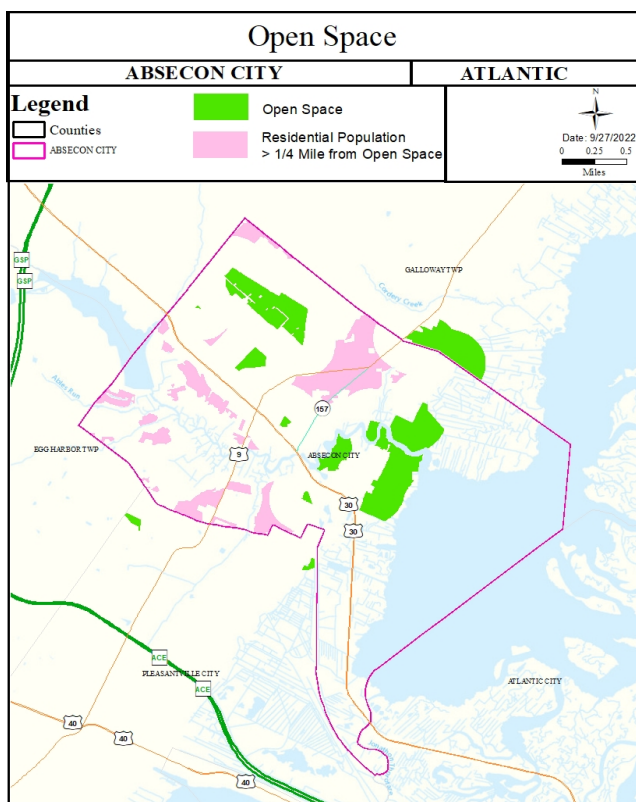 Open Space
ABSECON CITY
ATLANTIC
Legend
Counties
ABSECON CITY
Open Space
Residential Population
> 1/4 Mile from Open Space
N
Date: 9/27/2022
0 0.25 0.5
Miles
GSP
GSP
GALLOWAY TWP
Conovery Creek
157
EGG HARBOR TWP
9
ABSECON CITY
30
30
ACE
PLEASANTVILLE CITY
ACE
ATLANTIC CITY
40
40
40